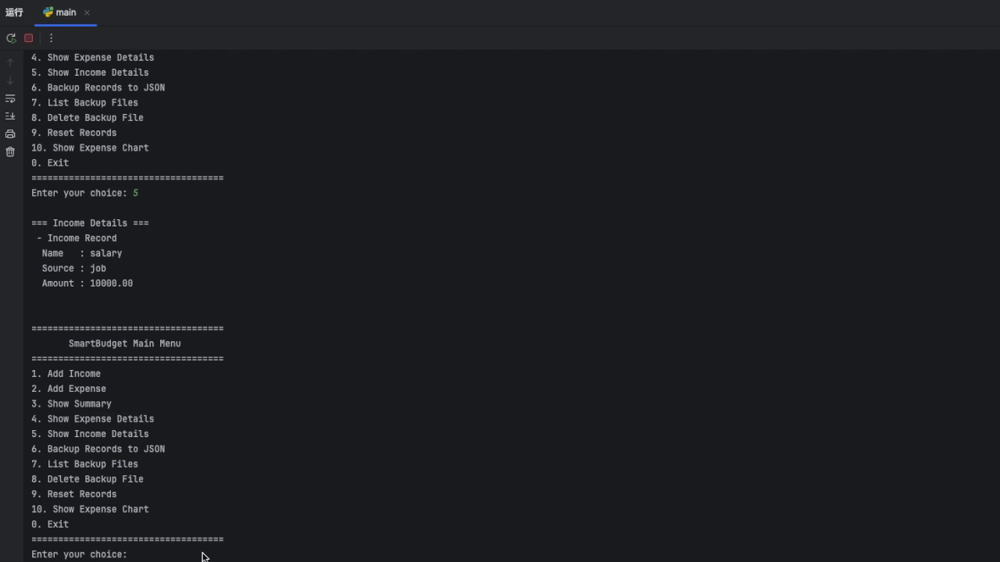 运行 main
4. Show Expense Details
5. Show Income Details
6. Backup Records to JSON
7. List Backup Files
8. Delete Backup File
9. Reset Records
10. Show Expense Chart
0. Exit
====================================
Enter your choice: 5
=== Income Details ===
- Income Record
Name   : salary
Source : job
Amount : 10000.00
====================================
SmartBudget Main Menu
====================================
1. Add Income
2. Add Expense
3. Show Summary
4. Show Expense Details
5. Show Income Details
6. Backup Records to JSON
7. List Backup Files
8. Delete Backup File
9. Reset Records
10. Show Expense Chart
0. Exit
====================================
Enter your choice: